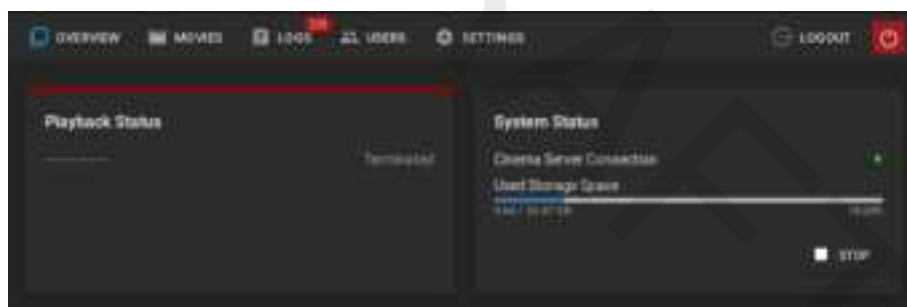 OVERVIEW MOVIES LOGS USERS SETTINGS LOGOUT
Playback Status
Terminated
System Status
Cinema Server Connection
Used Storage Space
STOP